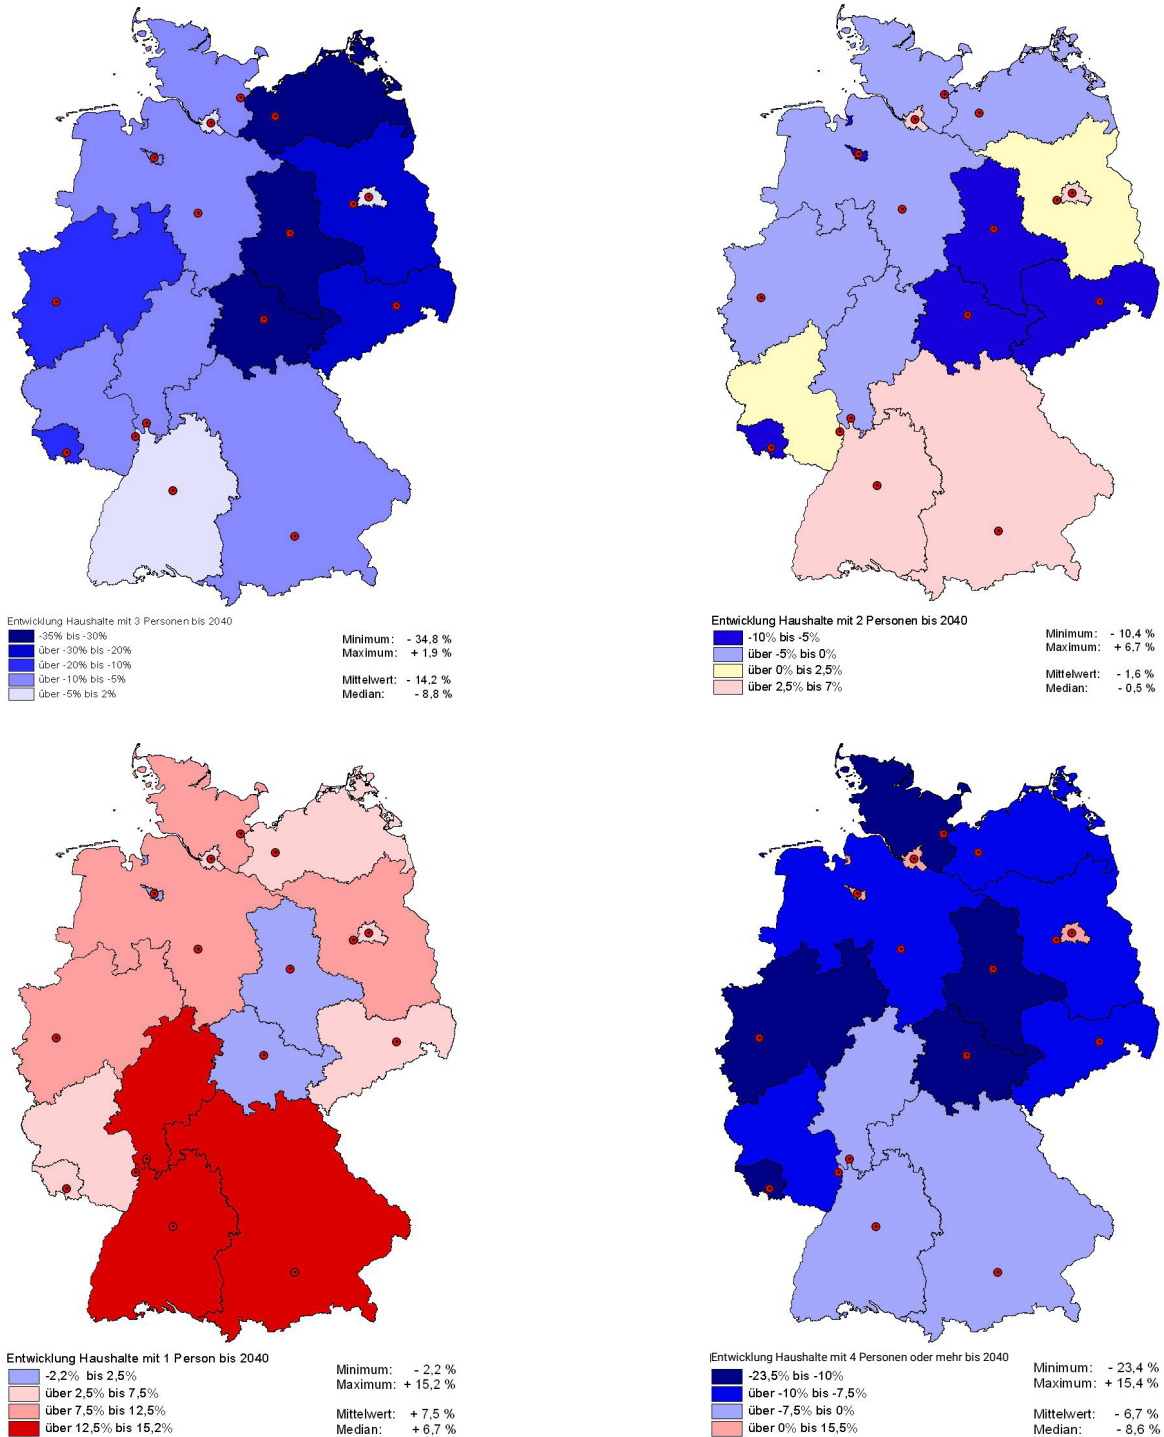 Entwicklung Haushalte mit 3 Personen bis 2040
-35% bis -30%
über -30% bis -20%
über -20% bis -10%
über -10% bis -5%
über -5% bis 2%
Minimum: - 34,8 %
Maximum: + 1,9 %
Mittelwert: - 14,2 %
Median: - 8,8 %
Entwicklung Haushalte mit 2 Personen bis 2040
-10% bis -5%
über -5% bis 0%
über 0% bis 2,5%
über 2,5% bis 7%
Minimum: - 10,4 %
Maximum: + 6,7 %
Mittelwert: - 1,6 %
Median: - 0,5 %
Entwicklung Haushalte mit 1 Person bis 2040
-2,2% bis 2,5%
über 2,5% bis 7,5%
über 7,5% bis 12,5%
über 12,5% bis 15,2%
Minimum: - 2,2 %
Maximum: + 15,2 %
Mittelwert: + 7,5 %
Median: + 6,7 %
Entwicklung Haushalte mit 4 Personen oder mehr bis 2040
-23,5% bis -10%
über -10% bis -7,5%
über -7,5% bis 0%
über 0% bis 15,5%
Minimum: - 23,4 %
Maximum: + 15,4 %
Mittelwert: - 6,7 %
Median: - 8,6 %